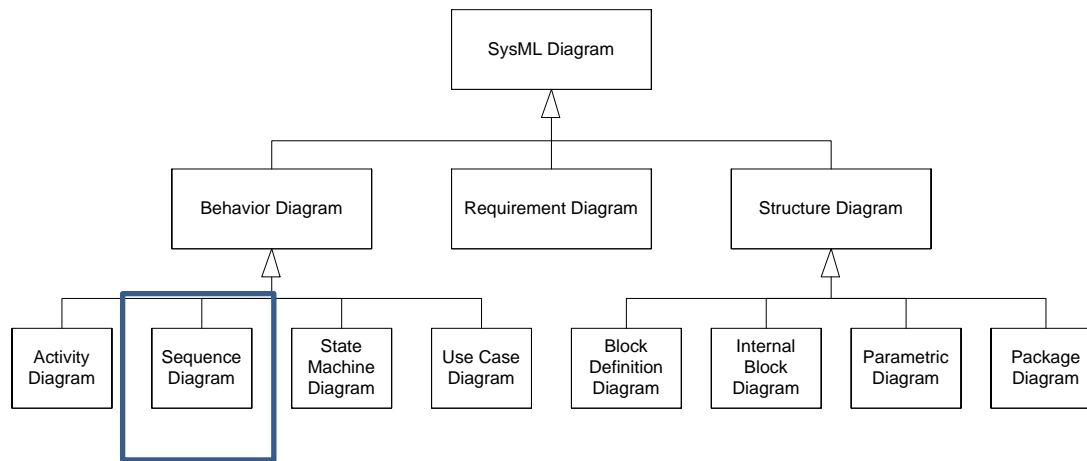 SysML Diagram
Behavior Diagram
Requirement Diagram
Structure Diagram
Activity
Diagram
Sequence
Diagram
State
Machine
Diagram
Use Case
Diagram
Block
Definition
Diagram
Internal
Block
Diagram
Parametric
Diagram
Package
Diagram